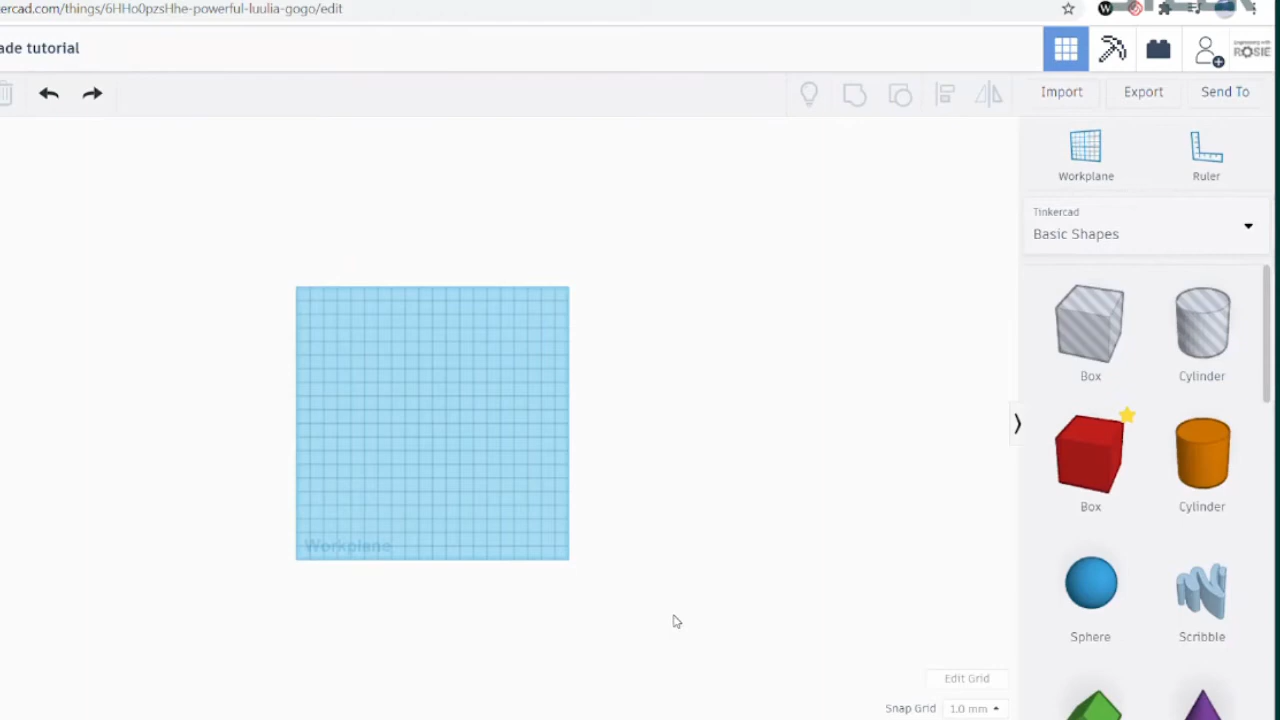 ercad.com/things/6HHo0pzsHhe-powerful-luulia-gogo/edit
ade tutorial
ROSIE
Import
Export
Send To
Workplane
Ruler
Tinkercad
Basic Shapes
Box
Cylinder
Box
Cylinder
Workplane
Sphere
Scribble
Edit Grid
Snap Grid
1.0 mm